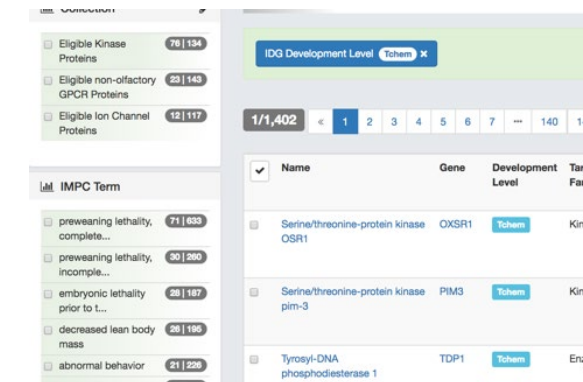 Collection
Eligible Kinase
Proteins
76 | 134
Eligible non-olfactory
GPCR Proteins
23 | 143
Eligible Ion Channel
Proteins
12 | 117
IMPC Term
preweaning lethality,
complete...
71 | 633
preweaning lethality,
incomple...
30 | 260
embryonic lethality
prior to t...
28 | 187
decreased lean body
mass
26 | 195
abnormal behavior
21 | 226
IDG Development Level Tchem ×
1/1,402 « 1 2 3 4 5 6 7 ... 140
Name Gene Development
Level
Serine/threonine-protein kinase
OSR1
OXSR1 Tchem
Serine/threonine-protein kinase
pim-3
PIM3 Tchem
Tyrosyl-DNA
phosphodiesterase 1
TDP1 Tchem